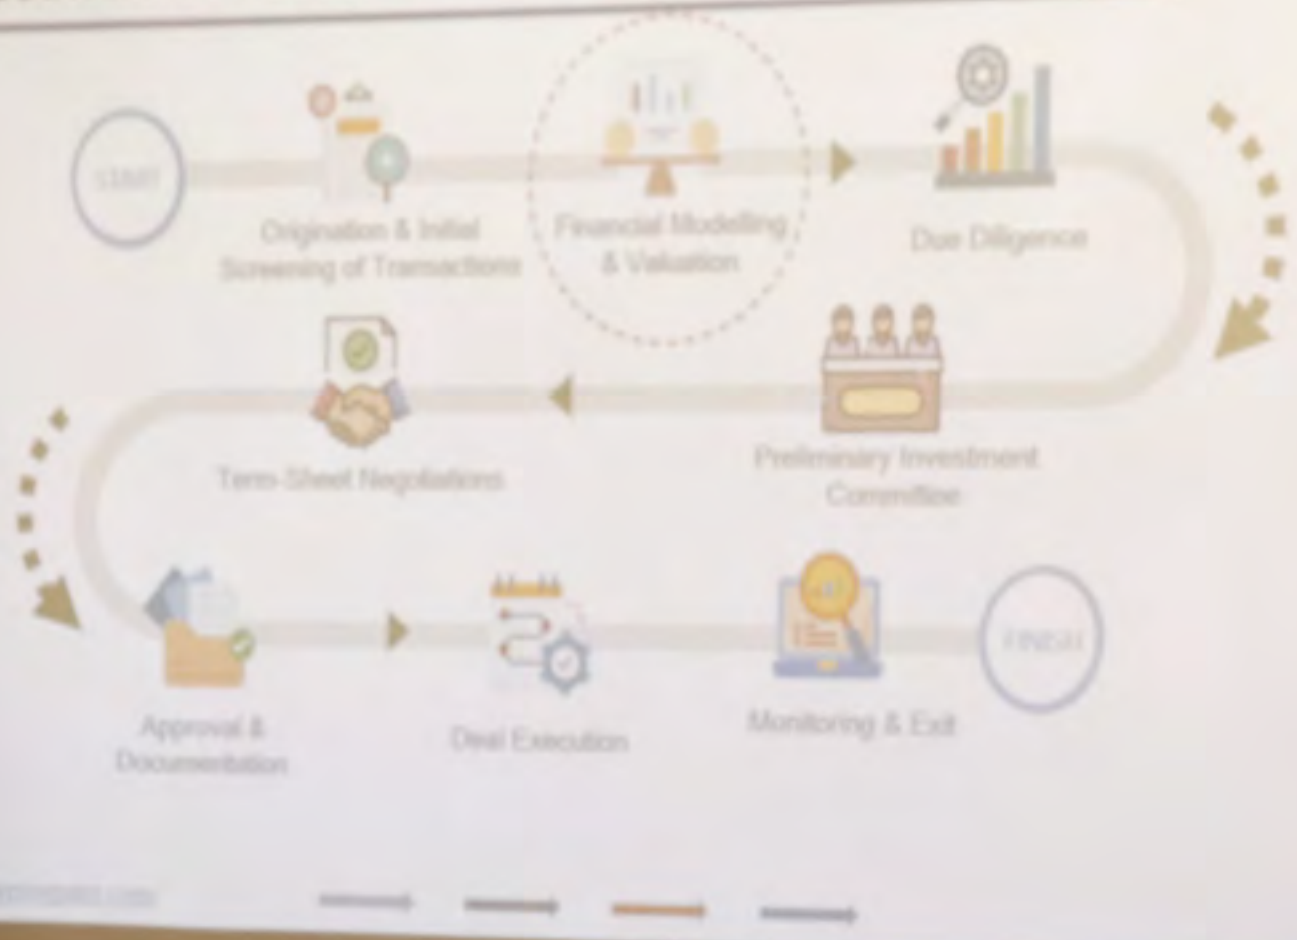 START
Origination & Initial
Screening of Transactions
Financial Modelling
& Valuation
Due Diligence
Term-Sheet Negotiations
Preliminary Investment
Committee
Approval &
Documentation
Deal Execution
Monitoring & Exit
FINISH